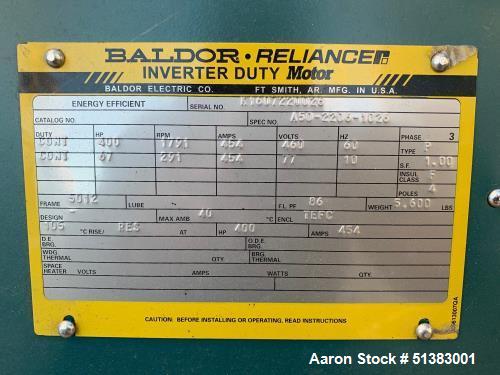 BALDOR · RELIANCE
INVERTER DUTY Motor
BALDOR ELECTRIC CO. FT SMITH, AR. MFG. IN U.S.A.
ENERGY EFFICIENT SERIAL NO. K1607220026
CATALOG NO. SPEC NO. A50-2206-1026
DUTY HP RPM AMPS VOLTS HZ PHASE 3
CONT 400 1791 454 460 60 TYPE P
CONT 67 291 454 77 10 S.F. 1.00
INSUL CLASS F
POLES 4
FRAME 5012 LUBE FL PF 86 WEIGHT 5,600 LBS
DESIGN - MAX AMB 40 °C ENCL TEFC
105 °C RISE/ RES AT HP 400 AMPS 454
D.E. BRG. O.D.E. BRG.
WDG. THERMAL QTY. BRG. THERMAL QTY.
SPACE HEATER VOLTS AMPS WATTS QTY.
CAUTION: BEFORE INSTALLING OR OPERATING, READ INSTRUCTIONS
Aaron Stock # 51383001